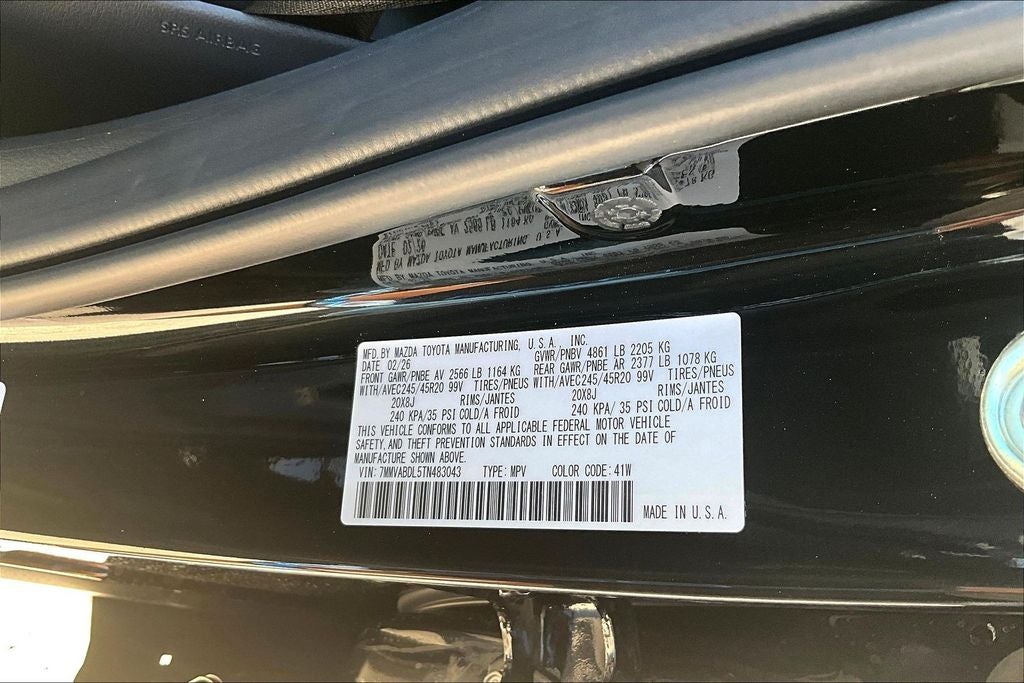 SRS AIRBAG
MFD. BY MAZDA TOYOTA MANUFACTURING, U.S.A., INC.
DATE 02/26 GVWR/PNBV 4861 LB 2205 KG
FRONT GAWR/PNBE AV 2566 LB 1164 KG REAR GAWR/PNBE AR 2377 LB 1078 KG
WITH/AVEC245/45R20 99V TIRES/PNEUS WITH/AVEC245/45R20 99V TIRES/PNEUS
20X8J RIMS/JANTES 20X8J RIMS/JANTES
240 KPA/35 PSI COLD/A FROID 240 KPA/ 35 PSI COLD/A FROID
THIS VEHICLE CONFORMS TO ALL APPLICABLE FEDERAL MOTOR VEHICLE
SAFETY, AND THEFT PREVENTION STANDARDS IN EFFECT ON THE DATE OF
MANUFACTURE SHOWN ABOVE.
VIN: 7MMVABDL5TN483043 TYPE: MPV COLOR CODE: 41W
MADE IN U.S.A.